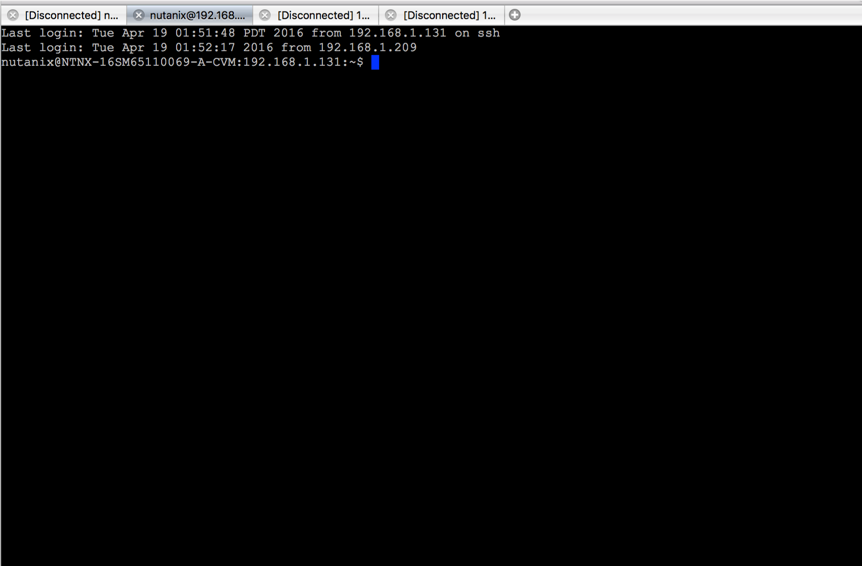 [Disconnected] n...
nutanix@192.168....
[Disconnected] 1...
[Disconnected] 1...
Last login: Tue Apr 19 01:51:48 PDT 2016 from 192.168.1.131 on ssh
Last login: Tue Apr 19 01:52:17 2016 from 192.168.1.209
nutanix@NTNX-16SM65110069-A-CVM:192.168.1.131:~$